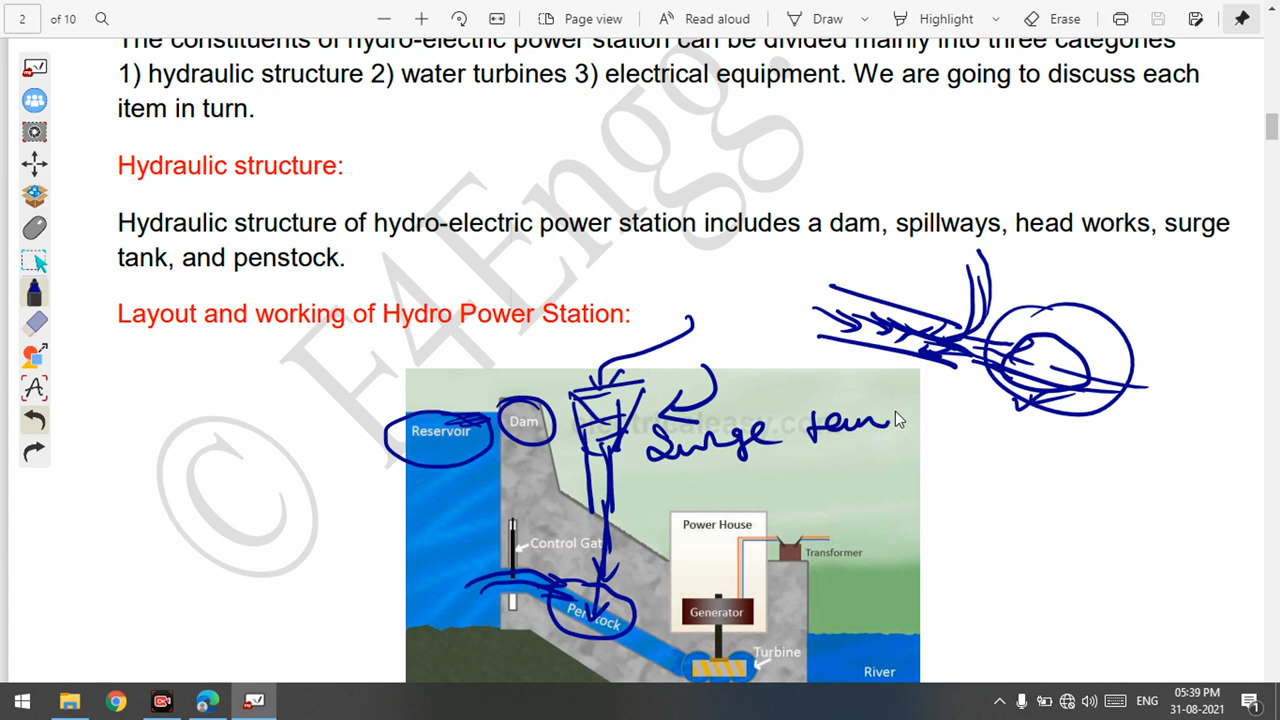 2 of 10
Page view
Read aloud
Draw
Highlight
Erase
The constituents of hydro-electric power station can be divided mainly into three categories
1) hydraulic structure 2) water turbines 3) electrical equipment. We are going to discuss each
item in turn.
Hydraulic structure:
Hydraulic structure of hydro-electric power station includes a dam, spillways, head works, surge
tank, and penstock.
Layout and working of Hydro Power Station:
© E4Engg.
Reservoir
Dam
Surge tan
Power House
Control Gat
Transformer
Penstock
Generator
Turbine
River
ENG
05:39 PM
31-08-2021